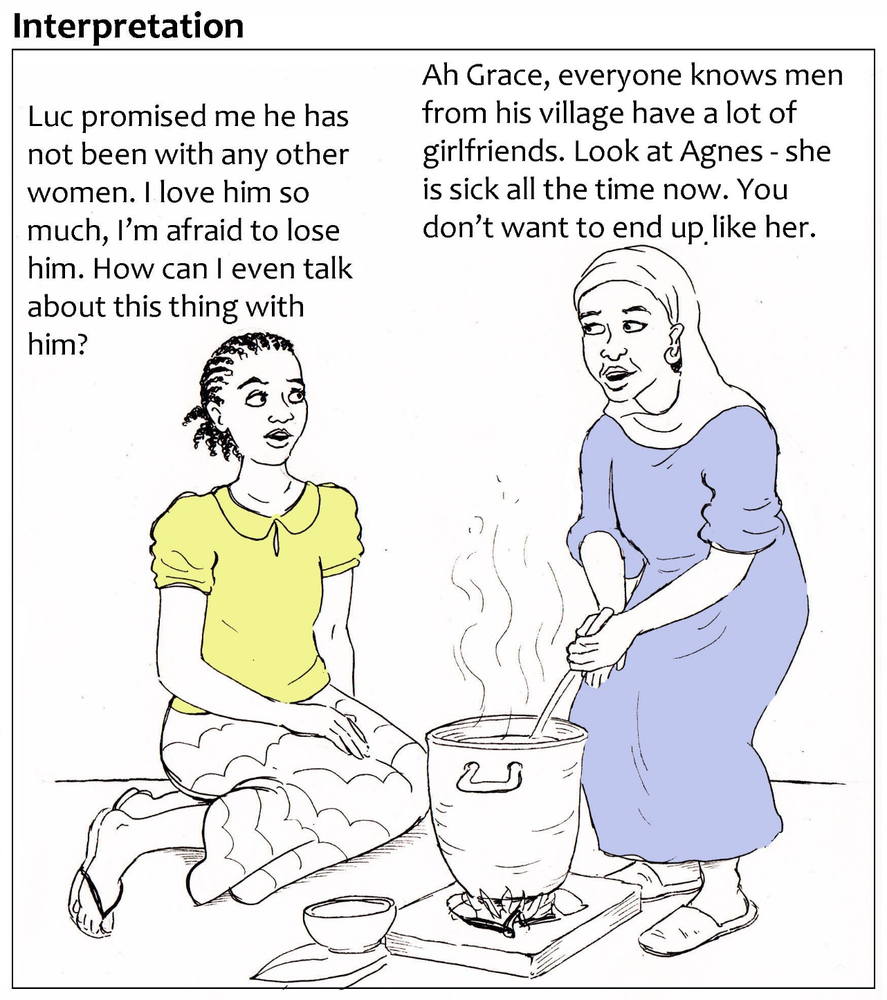 Interpretation
Luc promised me he has
not been with any other
women. I love him so
much, I'm afraid to lose
him. How can I even talk
about this thing with
him?
Ah Grace, everyone knows men
from his village have a lot of
girlfriends. Look at Agnes - she
is sick all the time now. You
don't want to end up like her.